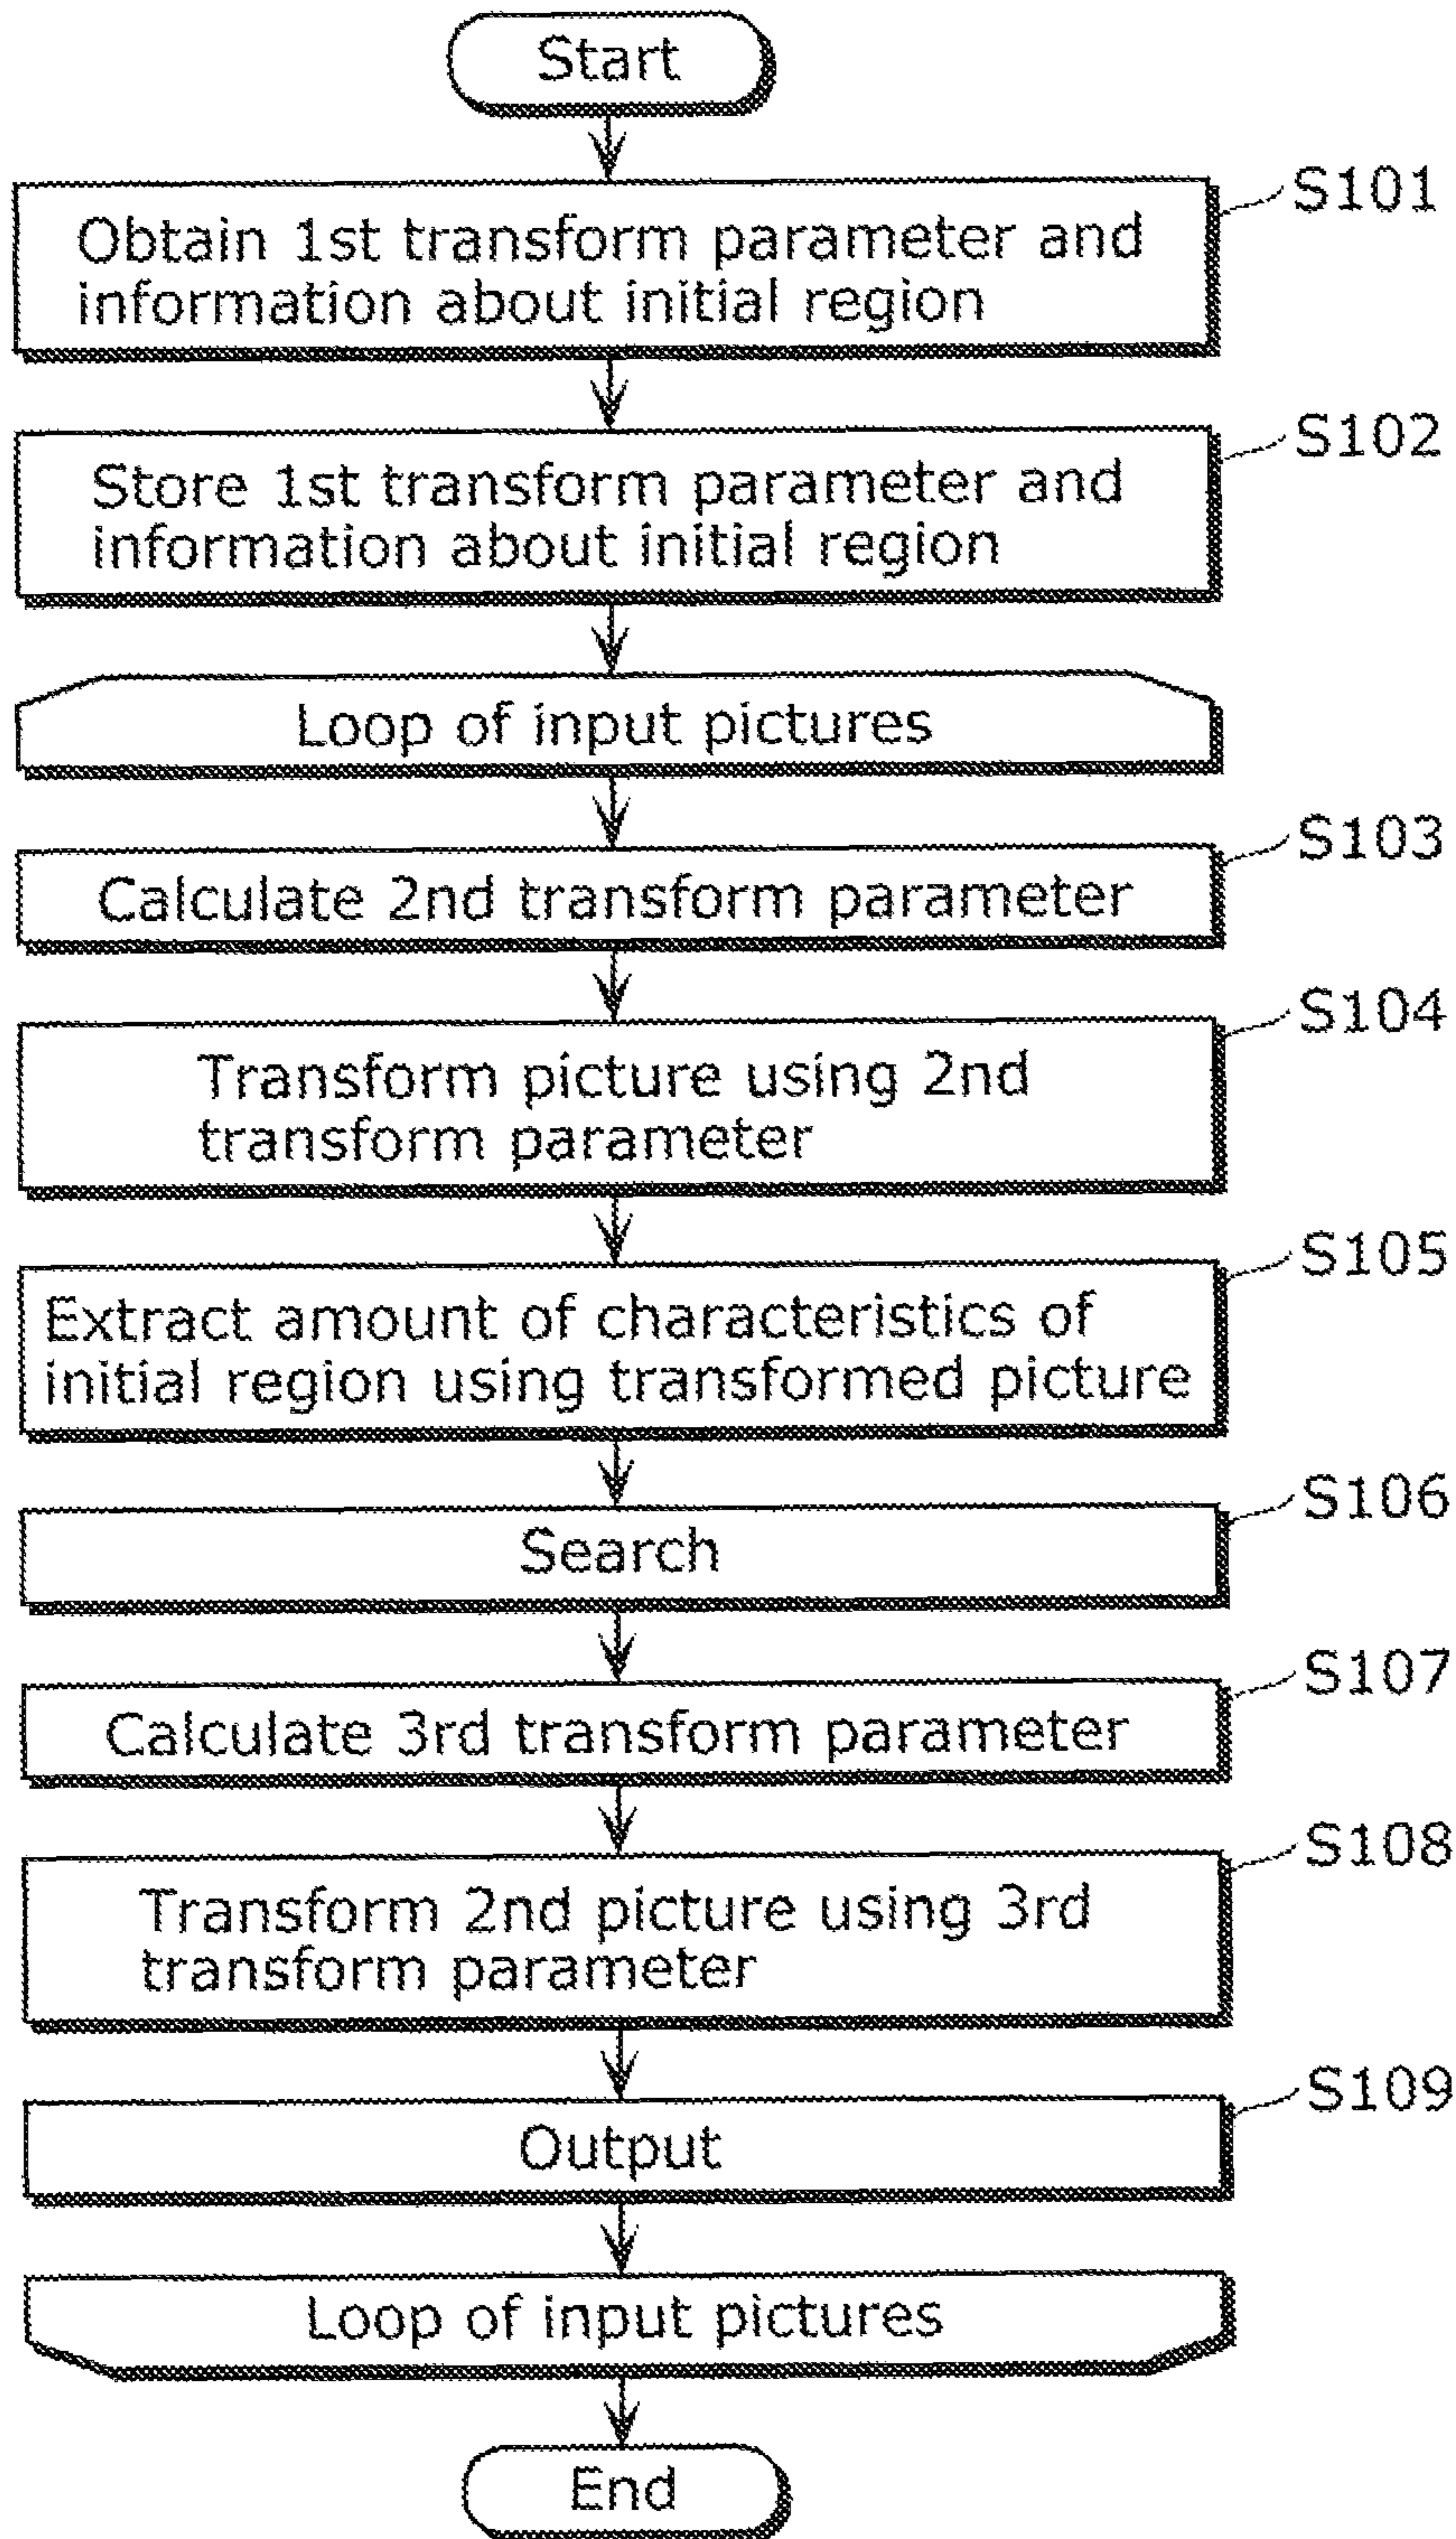 Start
S101
Obtain 1st transform parameter and
information about initial region
S102
Store 1st transform parameter and
information about initial region
Loop of input pictures
S103
Calculate 2nd transform parameter
S104
Transform picture using 2nd
transform parameter
S105
Extract amount of characteristics of
initial region using transformed picture
S106
Search
S107
Calculate 3rd transform parameter
S108
Transform 2nd picture using 3rd
transform parameter
S109
Output
Loop of input pictures
End